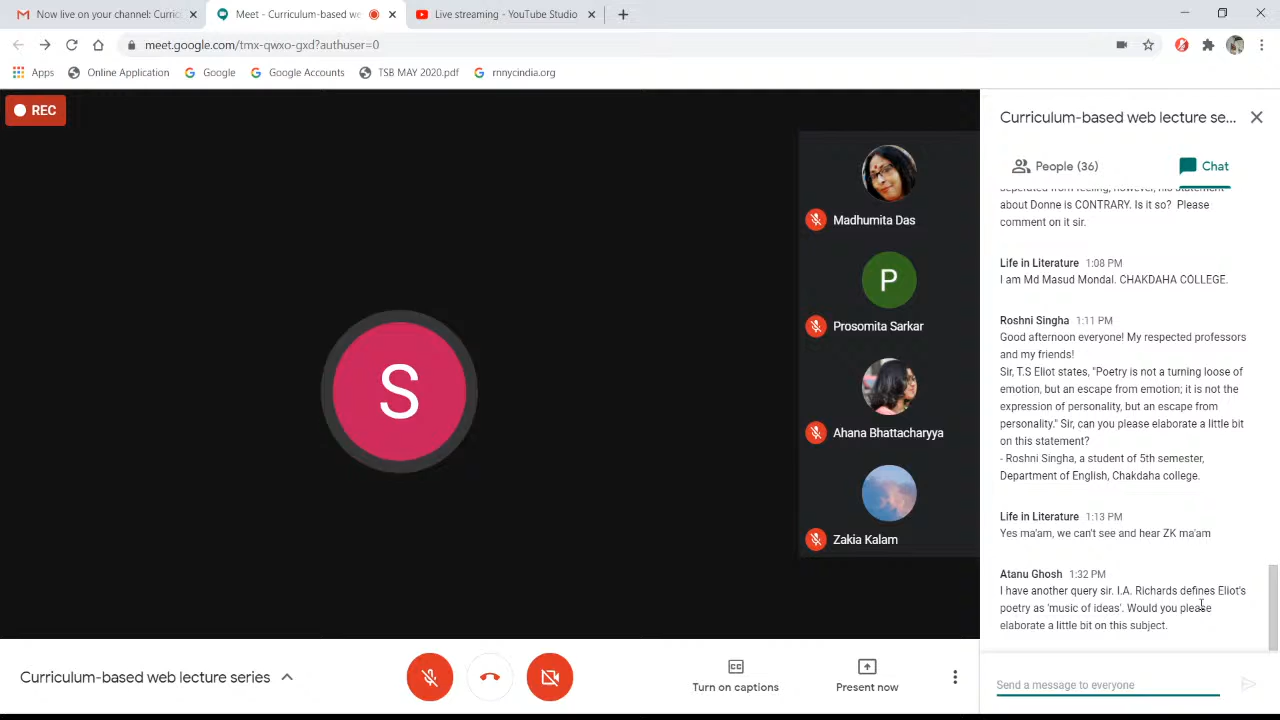 Now live on your channel: Curric
Meet - Curriculum-based we
Live streaming - YouTube Studio
meet.google.com/tmx-qwxo-gxd?authuser=0
Apps
Online Application
Google
Google Accounts
TSB MAY 2020.pdf
rnnycindia.org
REC
S
Madhumita Das
P
Prosomita Sarkar
Ahana Bhattacharyya
Zakia Kalam
Curriculum-based web lecture se...
People (36)
Chat
seperated from feeling, however, his statement
about Donne is CONTRARY. Is it so? Please
comment on it sir.
Life in Literature 1:08 PM
I am Md Masud Mondal. CHAKDAHA COLLEGE.
Roshni Singha 1:11 PM
Good afternoon everyone! My respected professors
and my friends!
Sir, T.S Eliot states, "Poetry is not a turning loose of
emotion, but an escape from emotion; it is not the
expression of personality, but an escape from
personality." Sir, can you please elaborate a little bit
on this statement?
- Roshni Singha, a student of 5th semester,
Department of English, Chakdaha college.
Life in Literature 1:13 PM
Yes ma'am, we can't see and hear ZK ma'am
Atanu Ghosh 1:32 PM
I have another query sir. I.A. Richards defines Eliot's
poetry as 'music of ideas'. Would you please
elaborate a little bit on this subject.
Send a message to everyone
Curriculum-based web lecture series
CC
Turn on captions
Present now